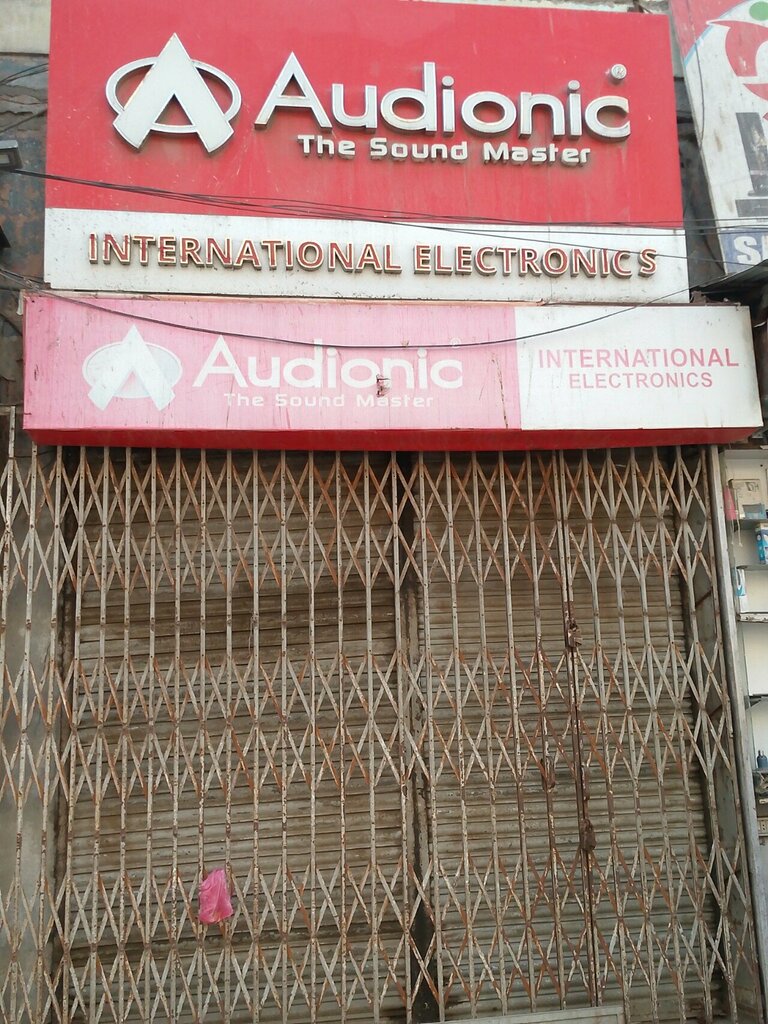 Audionic
The Sound Master
INTERNATIONAL ELECTRONICS
Audionic
The Sound Master
INTERNATIONAL
ELECTRONICS